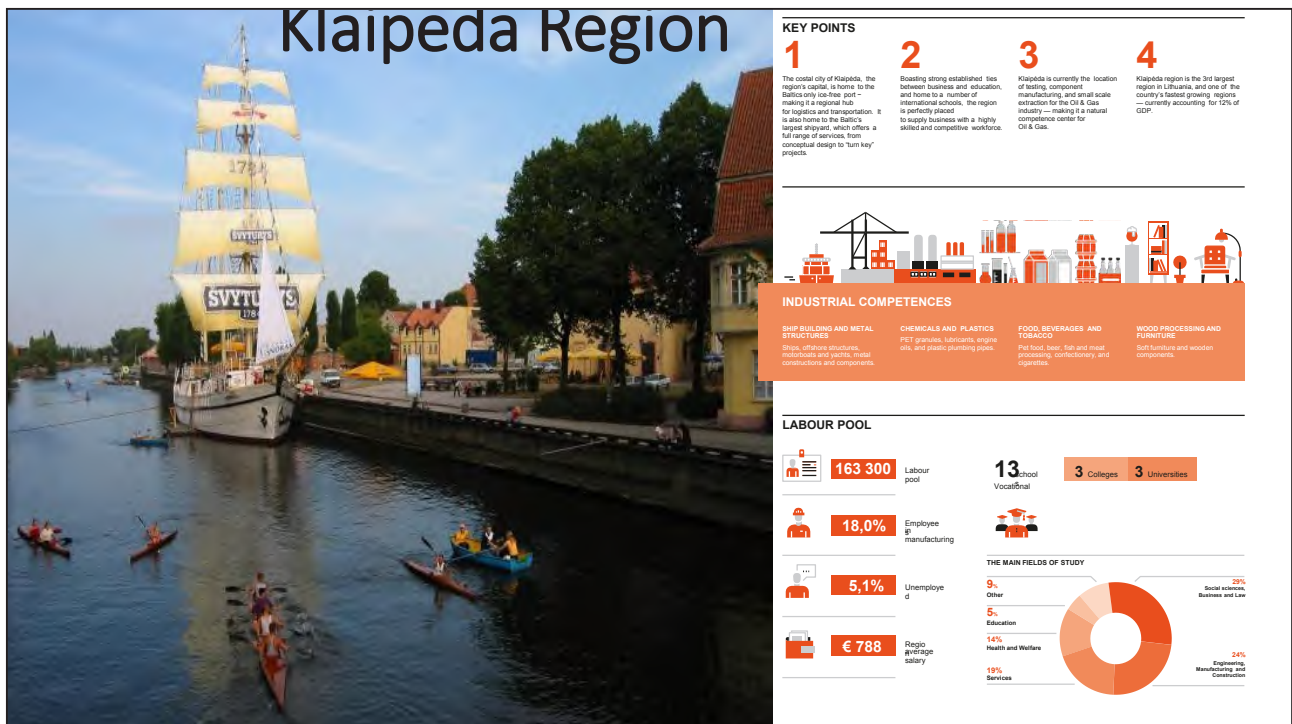 Klaipeda Region
1784
SVYTURYS
SVYTURYS
1784
KEY POINTS
1
The costal city of Klaipėda, the
region's capital, is home to the
Baltics only ice-free port –
making it a regional hub
for logistics and transportation. It
is also home to the Baltic's
largest shipyard, which offers a
full range of services, from
conceptual design to "turn key"
projects.
2
Boasting strong established ties
between business and education,
and home to a number of
international schools, the region
is perfectly placed
to supply business with a highly
skilled and competitive workforce.
3
Klaipėda is currently the location
of testing, component
manufacturing, and small scale
extraction for the Oil & Gas
industry — making it a natural
competence center for
Oil & Gas.
4
Klaipėda region is the 3rd largest
region in Lithuania, and one of the
country's fastest growing regions
— currently accounting for 12% of
GDP.
INDUSTRIAL COMPETENCES
SHIP BUILDING AND METAL
STRUCTURES
Ships, offshore structures,
motorboats and yachts, metal
constructions and components.
CHEMICALS AND PLASTICS
PET granules, lubricants, engine
oils, and plastic plumbing pipes.
FOOD, BEVERAGES AND
TOBACCO
Pet food, beer, fish and meat
processing, confectionery, and
cigarettes.
WOOD PROCESSING AND
FURNITURE
Soft furniture and wooden
components.
LABOUR POOL
163 300
Labour
pool
18,0%
Employee
s
in
manufacturing
5,1%
Unemploye
d
€ 788
Regio
n
average
salary
13
School
s
Vocational
3 Colleges
3 Universities
THE MAIN FIELDS OF STUDY
9%
Other
5%
Education
14%
Health and Welfare
19%
Services
29%
Social sciences,
Business and Law
24%
Engineering,
Manufacturing and
Construction